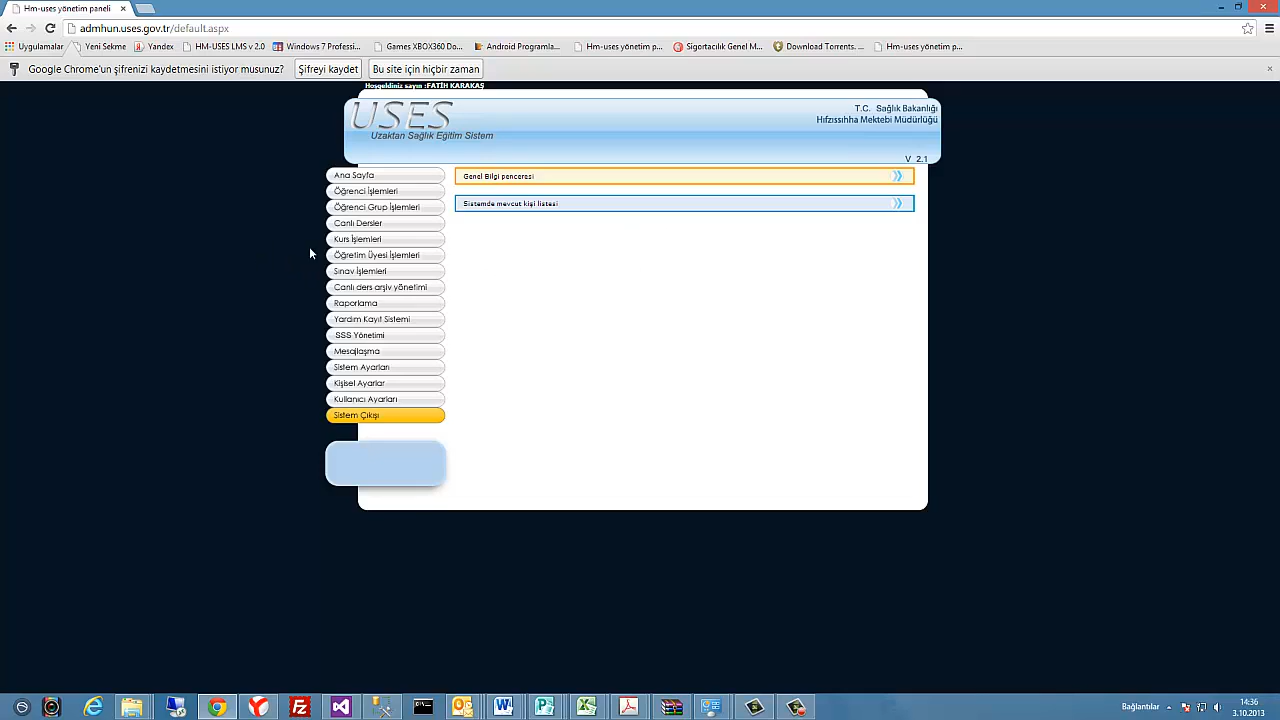 Hm-uses yönetim paneli
admhun.uses.gov.tr/default.aspx
Uygulamalar Yeni Sekme Yandex HM-USES LMS v 2.0 Windows 7 Professi... Games XBOX360 Do... Android Programla... Hm-uses yönetim p... Sigortacılık Genel M... Download Torrents. ... Hm-uses yönetim p...
Google Chrome'un şifrenizi kaydetmesini istiyor musunuz? Şifreyi kaydet Bu site için hiçbir zaman
Hoşgeldiniz sayın :FATİH KARAKAŞ
USES
Uzaktan Sağlık Eğitim Sistem
T.C. Sağlık Bakanlığı
Hıfzıssıhha Mektebi Müdürlüğü
V 2.1
Ana Sayfa
Öğrenci İşlemleri
Öğrenci Grup İşlemleri
Canlı Dersler
Kurs İşlemleri
Öğretim Üyesi İşlemleri
Sınav İşlemleri
Canlı ders arşiv yönetimi
Raporlama
Yardım Kayıt Sistemi
SSS Yönetimi
Mesajlaşma
Sistem Ayarları
Kişisel Ayarlar
Kullanıcı Ayarları
Sistem Çıkışı
Genel Bilgi penceresi
Sistemde mevcut kişi listesi
Bağlantılar
14:36
3.10.2013